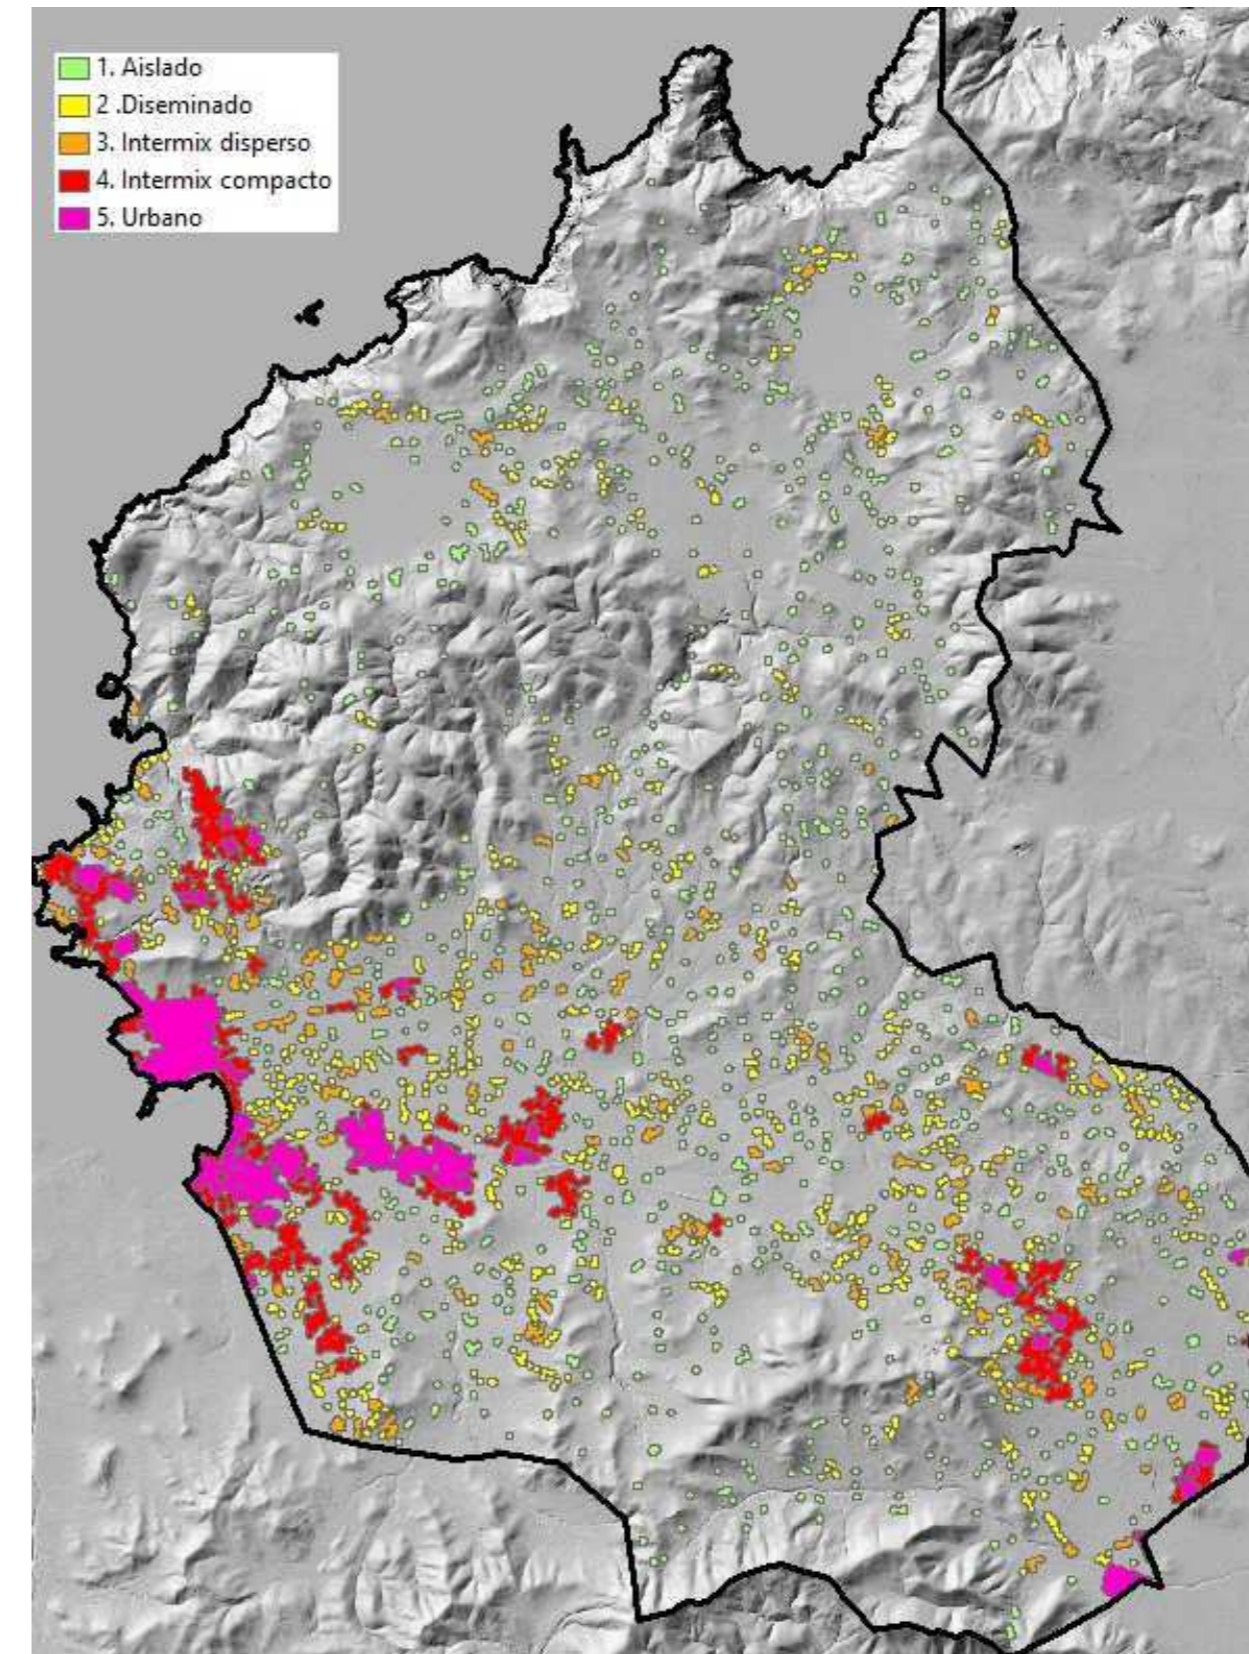 1. Aislado
2 .Diseminado
3. Intermix disperso
4. Intermix compacto
5. Urbano